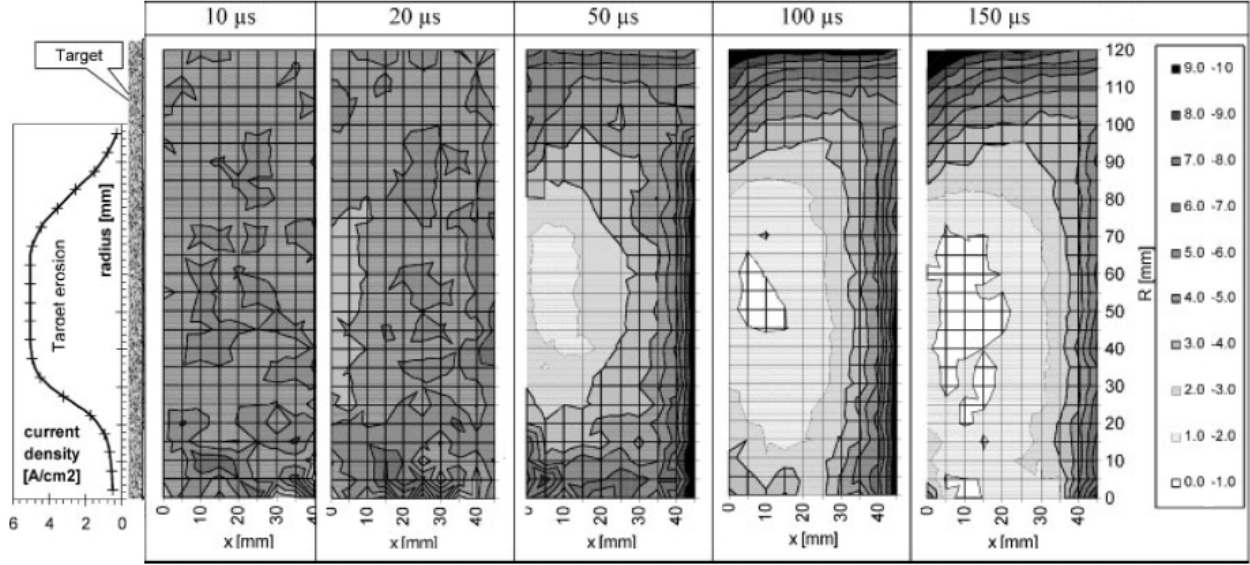 10 µs 20 µs 50 µs 100 µs 150 µs
Target
radius [mm]
Target erosion
current
density
[A/cm2]
6 4 2 0
0 10 20 30 40
x [mm]
0 10 20 30 40
x [mm]
0 10 20 30 40
x [mm]
0 10 20 30 40
x [mm]
0 10 20 30 40
x [mm]
120
110
100
90
80
70
60
50
40
30
20
10
0
R [mm]
9.0 -10
8.0 -9.0
7.0 -8.0
6.0 -7.0
5.0 -6.0
4.0 -5.0
3.0 -4.0
2.0 -3.0
1.0 -2.0
0.0 -1.0